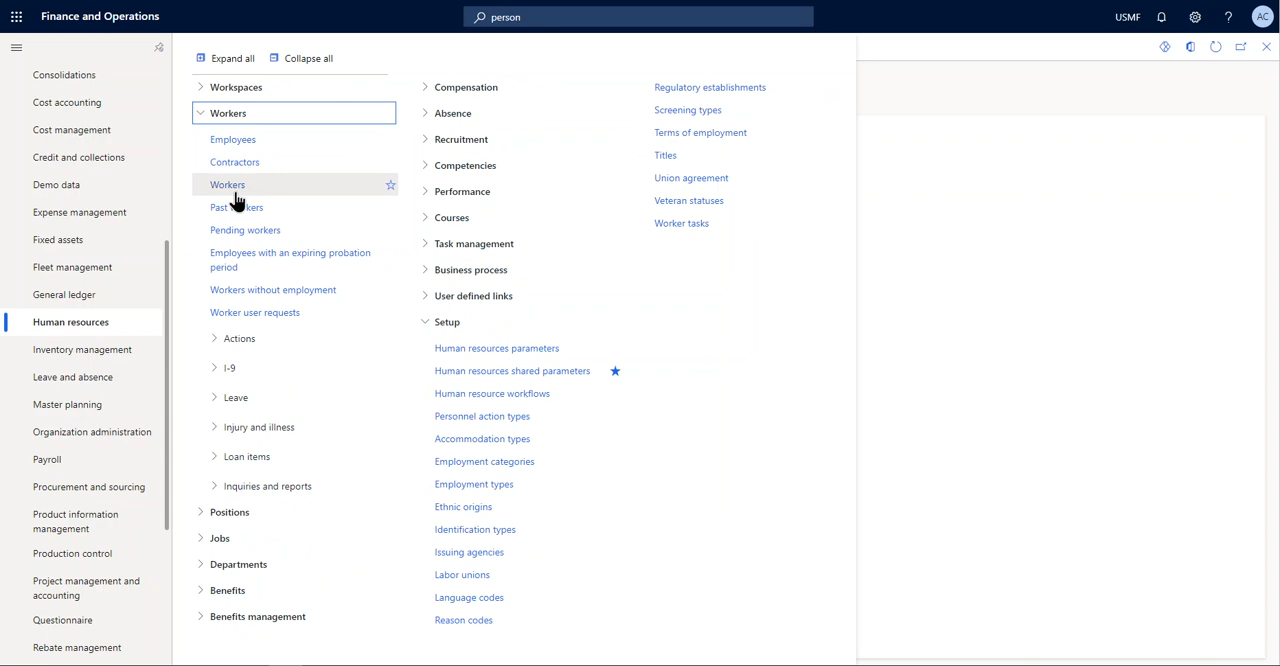 Finance and Operations
person
USMF
?
AC
Consolidations
Cost accounting
Cost management
Credit and collections
Demo data
Expense management
Fixed assets
Fleet management
General ledger
Human resources
Inventory management
Leave and absence
Master planning
Organization administration
Payroll
Procurement and sourcing
Product information
management
Production control
Project management and
accounting
Questionnaire
Rebate management
Expand all
Collapse all
Workspaces
Workers
Employees
Contractors
Workers
Past
kers
Pending workers
Employees with an expiring probation
period
Workers without employment
Worker user requests
Actions
I-9
Leave
Injury and illness
Loan items
Inquiries and reports
Positions
Jobs
Departments
Benefits
Benefits management
Compensation
Absence
Recruitment
Competencies
Performance
Courses
Task management
Business process
User defined links
Setup
Human resources parameters
Human resources shared parameters
Human resource workflows
Personnel action types
Accommodation types
Employment categories
Employment types
Ethnic origins
Identification types
Issuing agencies
Labor unions
Language codes
Reason codes
Regulatory establishments
Screening types
Terms of employment
Titles
Union agreement
Veteran statuses
Worker tasks